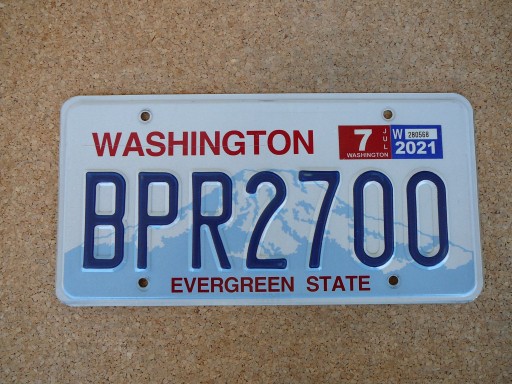 WASHINGTON
7 JUL WASHINGTON
W 280568
2021
BPR2700
EVERGREEN STATE